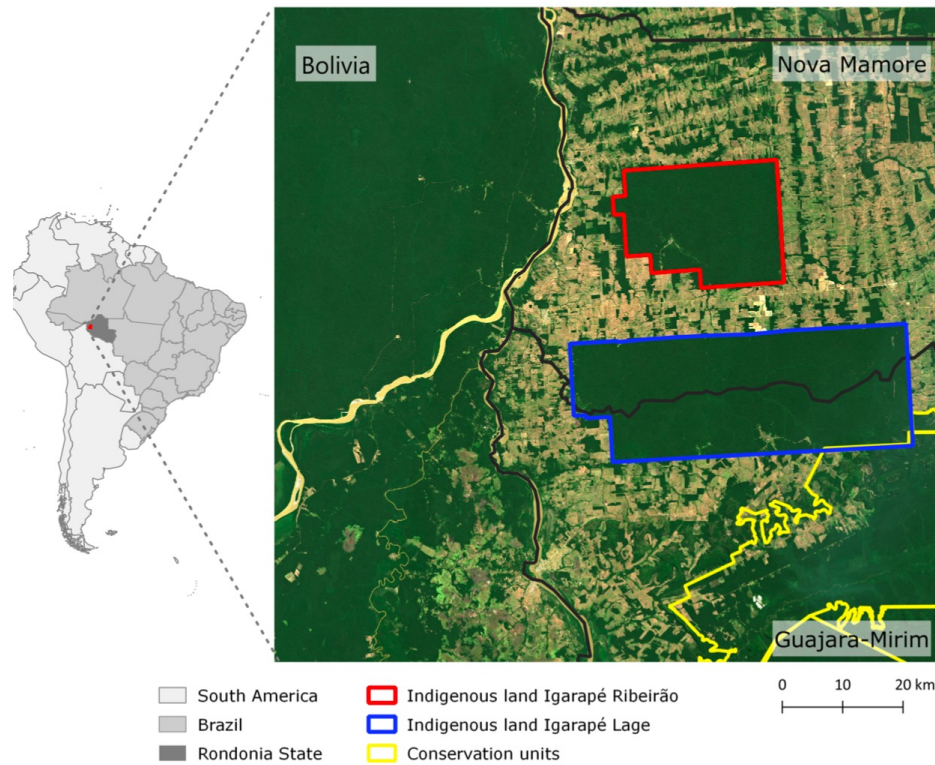 Bolivia
Nova Mamore
Guajara-Mirim
South America
Brazil
Rondonia State
Indigenous land Igarapé Ribeirão
Indigenous land Igarapé Lage
Conservation units
0 10 20 km